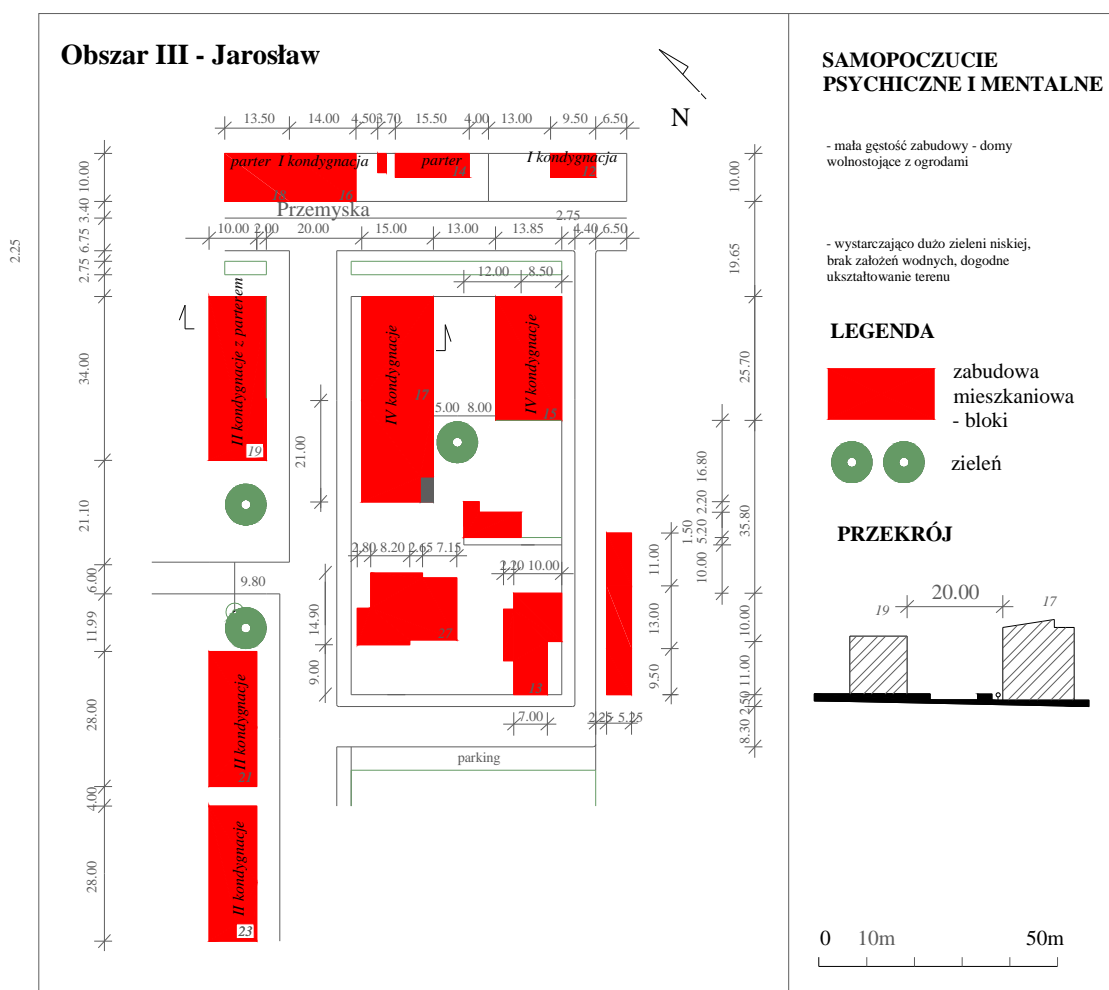 Obszar III - Jarosław
N
13.50 14.00 4.50 3.70 15.50 4.00 13.00 9.50 6.50
parter I kondygnacja
parter
I kondygnacja
18 16 14
Przemyska
2.75
10.00 2.00 20.00 15.00 13.00 13.85 4.40 6.50
12.00 8.50
10.00
3.40
6.75
2.25
2.75
34.00
21.10
6.00
11.99
28.00
4.00
28.00
II kondygnacje z parterem
19
IV kondygnacje
17
IV kondygnacje
15
5.00 8.00
21.00
2.80 8.20 2.65 7.15
2.20 10.00
9.80
14.90
9.00
27
13
7.00
2.25 5.25
11.00
13.00
9.50
parking
II kondygnacje
21
II kondygnacje
23
10.00
19.65
25.70
35.80
10.00
11.00
2.50
8.30
16.80
2.20
5.20
1.50
10.00
SAMOPOCZUCIE
PSYCHICZNE I MENTALNE
- mała gęstość zabudowy - domy
wolnostojące z ogrodami
- wystarczająco dużo zieleni niskiej,
brak założeń wodnych, dogodne
ukształtowanie terenu
LEGENDA
zabudowa
mieszkaniowa
- bloki
zieleń
PRZEKRÓJ
20.00
19 17
0 10m 50m